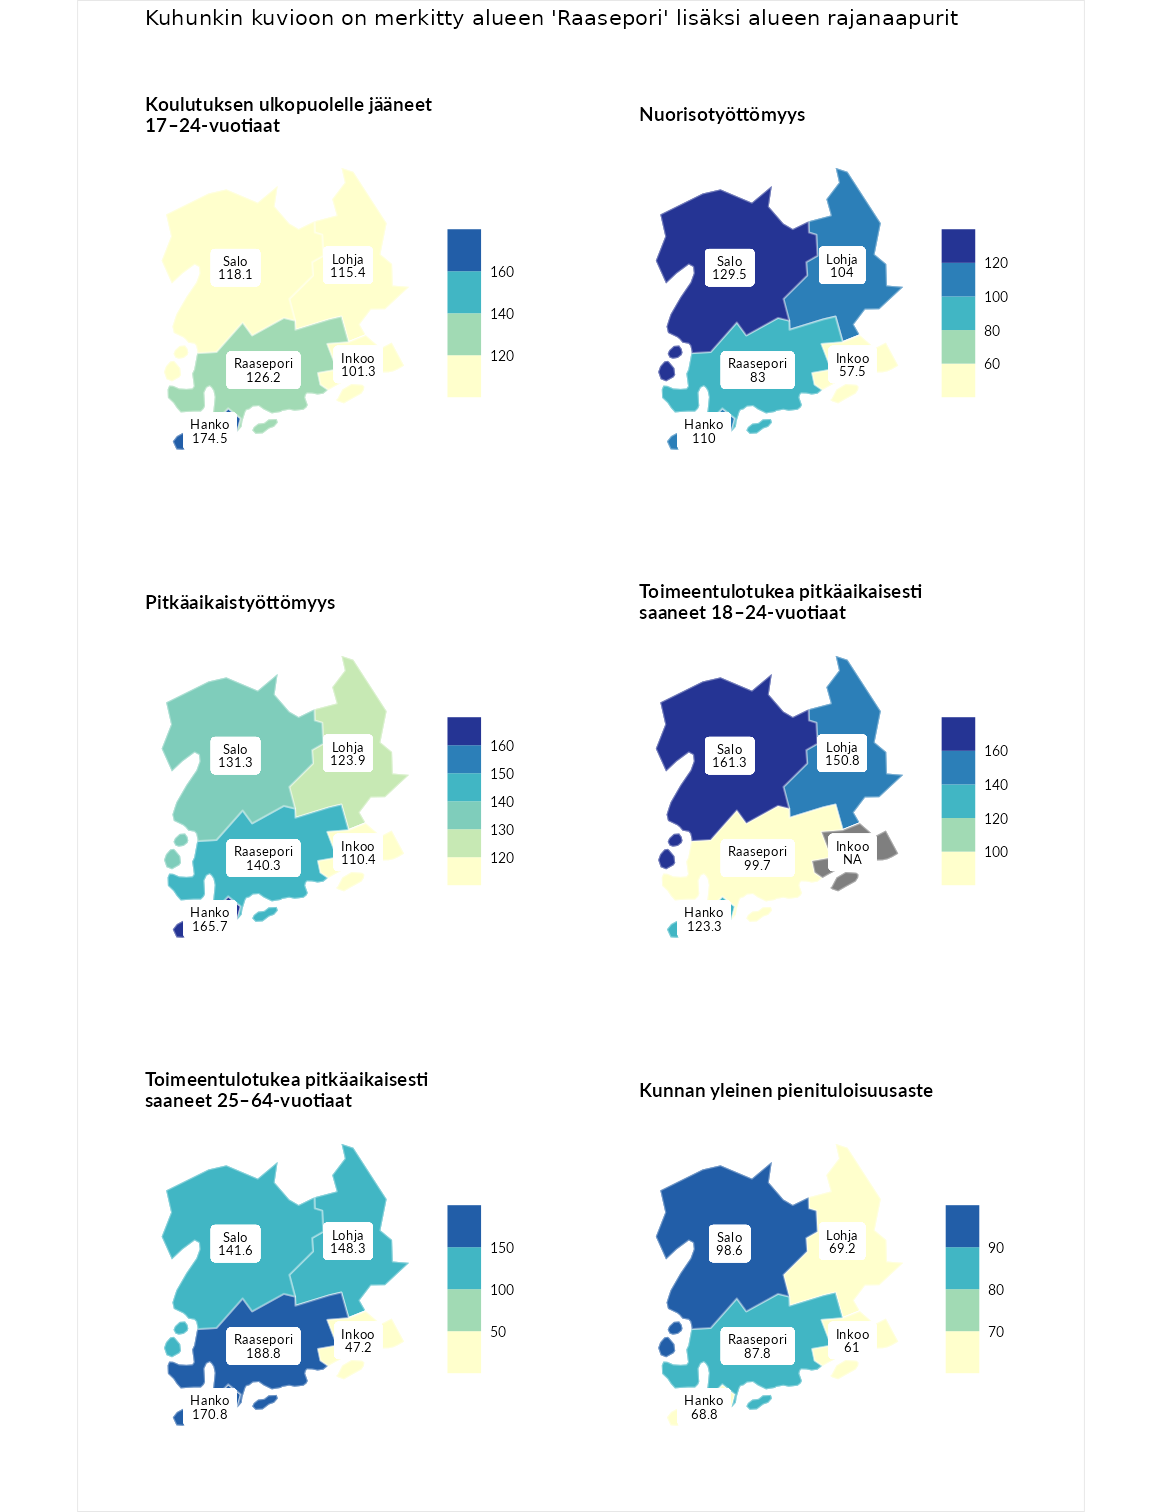 Kuhunkin kuvioon on merkitty alueen 'Raasepori' lisäksi alueen rajanaapurit
Koulutuksen ulkopuolelle jääneet
17–24-vuotiaat
Salo
118.1
Lohja
115.4
Raasepori
126.2
Inkoo
101.3
Hanko
174.5
160
140
120
Nuorisotyöttömyys
Salo
129.5
Lohja
104
Raasepori
83
Inkoo
57.5
Hanko
110
120
100
80
60
Pitkäaikaistyöttömyys
Salo
131.3
Lohja
123.9
Raasepori
140.3
Inkoo
110.4
Hanko
165.7
160
150
140
130
120
Toimeentulotukea pitkäaikaisesti
saaneet 18–24-vuotiaat
Salo
161.3
Lohja
150.8
Raasepori
99.7
Inkoo
NA
Hanko
123.3
160
140
120
100
Toimeentulotukea pitkäaikaisesti
saaneet 25–64-vuotiaat
Salo
141.6
Lohja
148.3
Raasepori
188.8
Inkoo
47.2
Hanko
170.8
150
100
50
Kunnan yleinen pienituloisuusaste
Salo
98.6
Lohja
69.2
Raasepori
87.8
Inkoo
61
Hanko
68.8
90
80
70